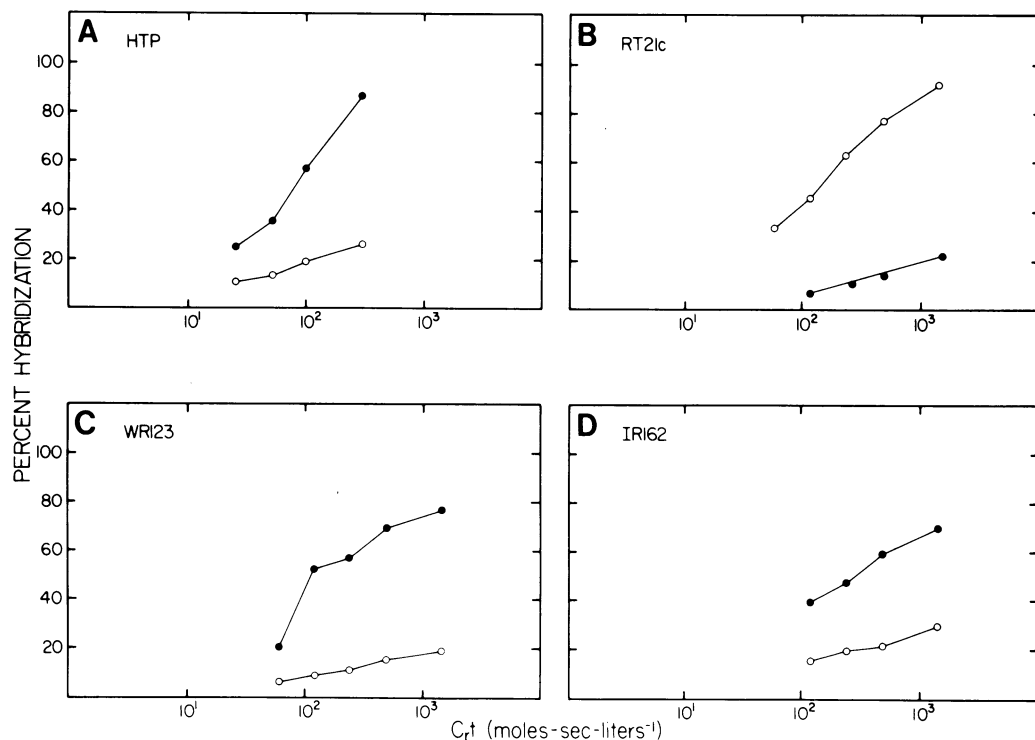 A
HTP
100
80
60
40
20
10¹
10²
10³
B
RT21c
10¹
10²
10³
C
WR123
100
80
60
40
20
10¹
10²
10³
D
IR162
10¹
10²
10³
PERCENT HYBRIDIZATION
Crt (moles-sec-liters⁻¹)